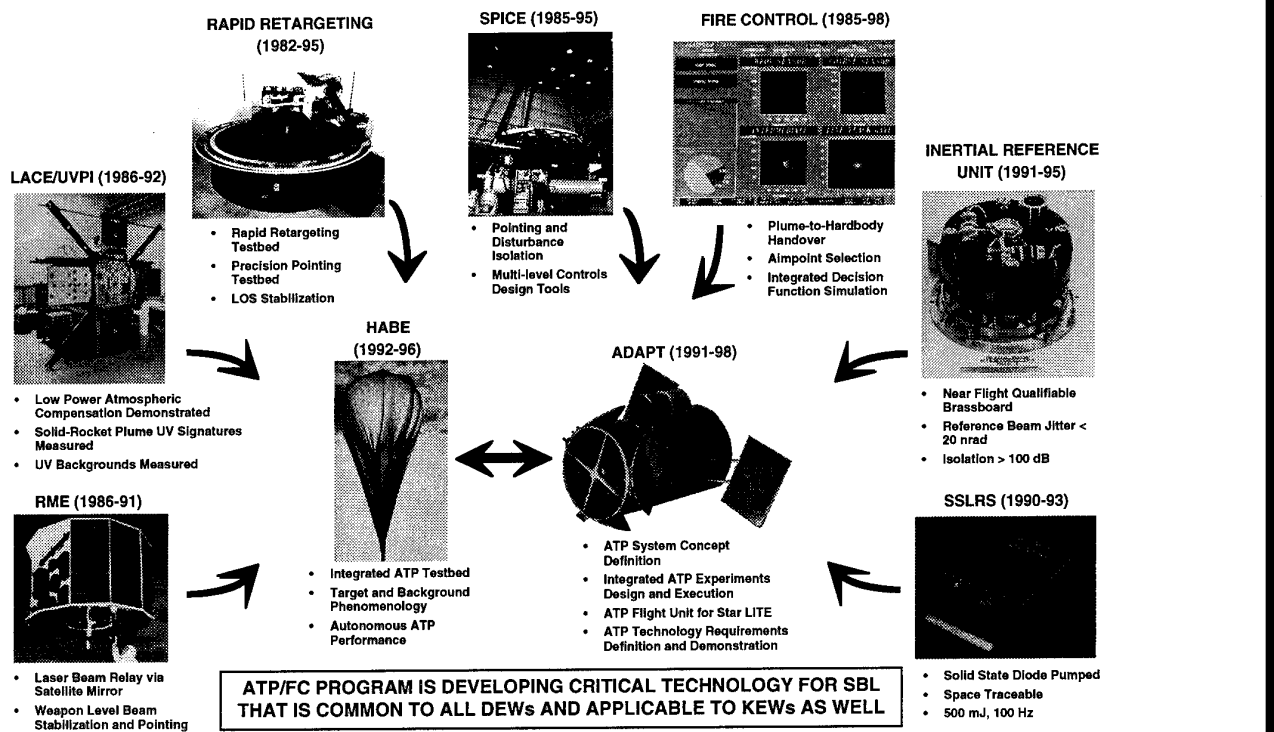 RAPID RETARGETING
(1982-95)
• Rapid Retargeting
Testbed
• Precision Pointing
Testbed
• LOS Stabilization
SPICE (1985-95)
• Pointing and
Disturbance
Isolation
• Multi-level Controls
Design Tools
FIRE CONTROL (1985-98)
• Plume-to-Hardbody
Handover
• Aimpoint Selection
• Integrated Decision
Function Simulation
INERTIAL REFERENCE
UNIT (1991-95)
• Near Flight Qualifiable
Brassboard
• Reference Beam Jitter <
20 nrad
• Isolation > 100 dB
LACE/UVPI (1986-92)
• Low Power Atmospheric
Compensation Demonstrated
• Solid-Rocket Plume UV Signatures
Measured
• UV Backgrounds Measured
HABE
(1992-96)
• Integrated ATP Testbed
• Target and Background
Phenomenology
• Autonomous ATP
Performance
ADAPT (1991-98)
• ATP System Concept
Definition
• Integrated ATP Experiments
Design and Execution
• ATP Flight Unit for Star LITE
• ATP Technology Requirements
Definition and Demonstration
RME (1986-91)
• Laser Beam Relay via
Satellite Mirror
• Weapon Level Beam
Stabilization and Pointing
SSLRS (1990-93)
• Solid State Diode Pumped
• Space Traceable
• 500 mJ, 100 Hz
ATP/FC PROGRAM IS DEVELOPING CRITICAL TECHNOLOGY FOR SBL
THAT IS COMMON TO ALL DEWs AND APPLICABLE TO KEWs AS WELL